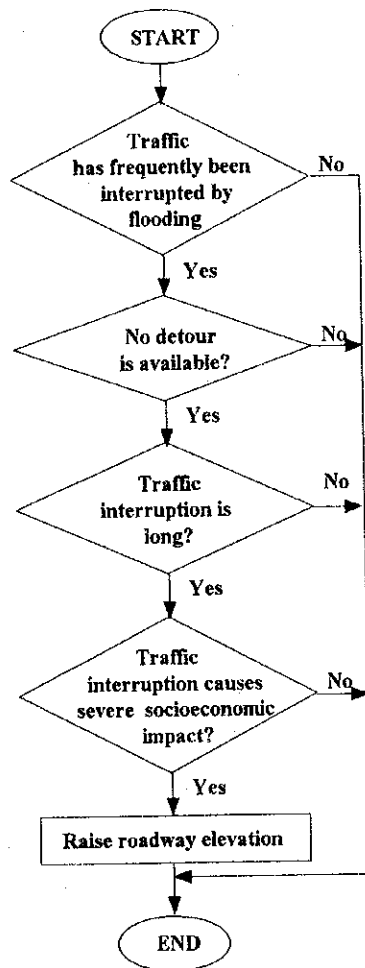 START
Traffic
has frequently been
interrupted by
flooding
No
Yes
No detour
is available?
No
Yes
Traffic
interruption is
long?
No
Yes
Traffic
interruption causes
severe socioeconomic
impact?
No
Yes
Raise roadway elevation
END